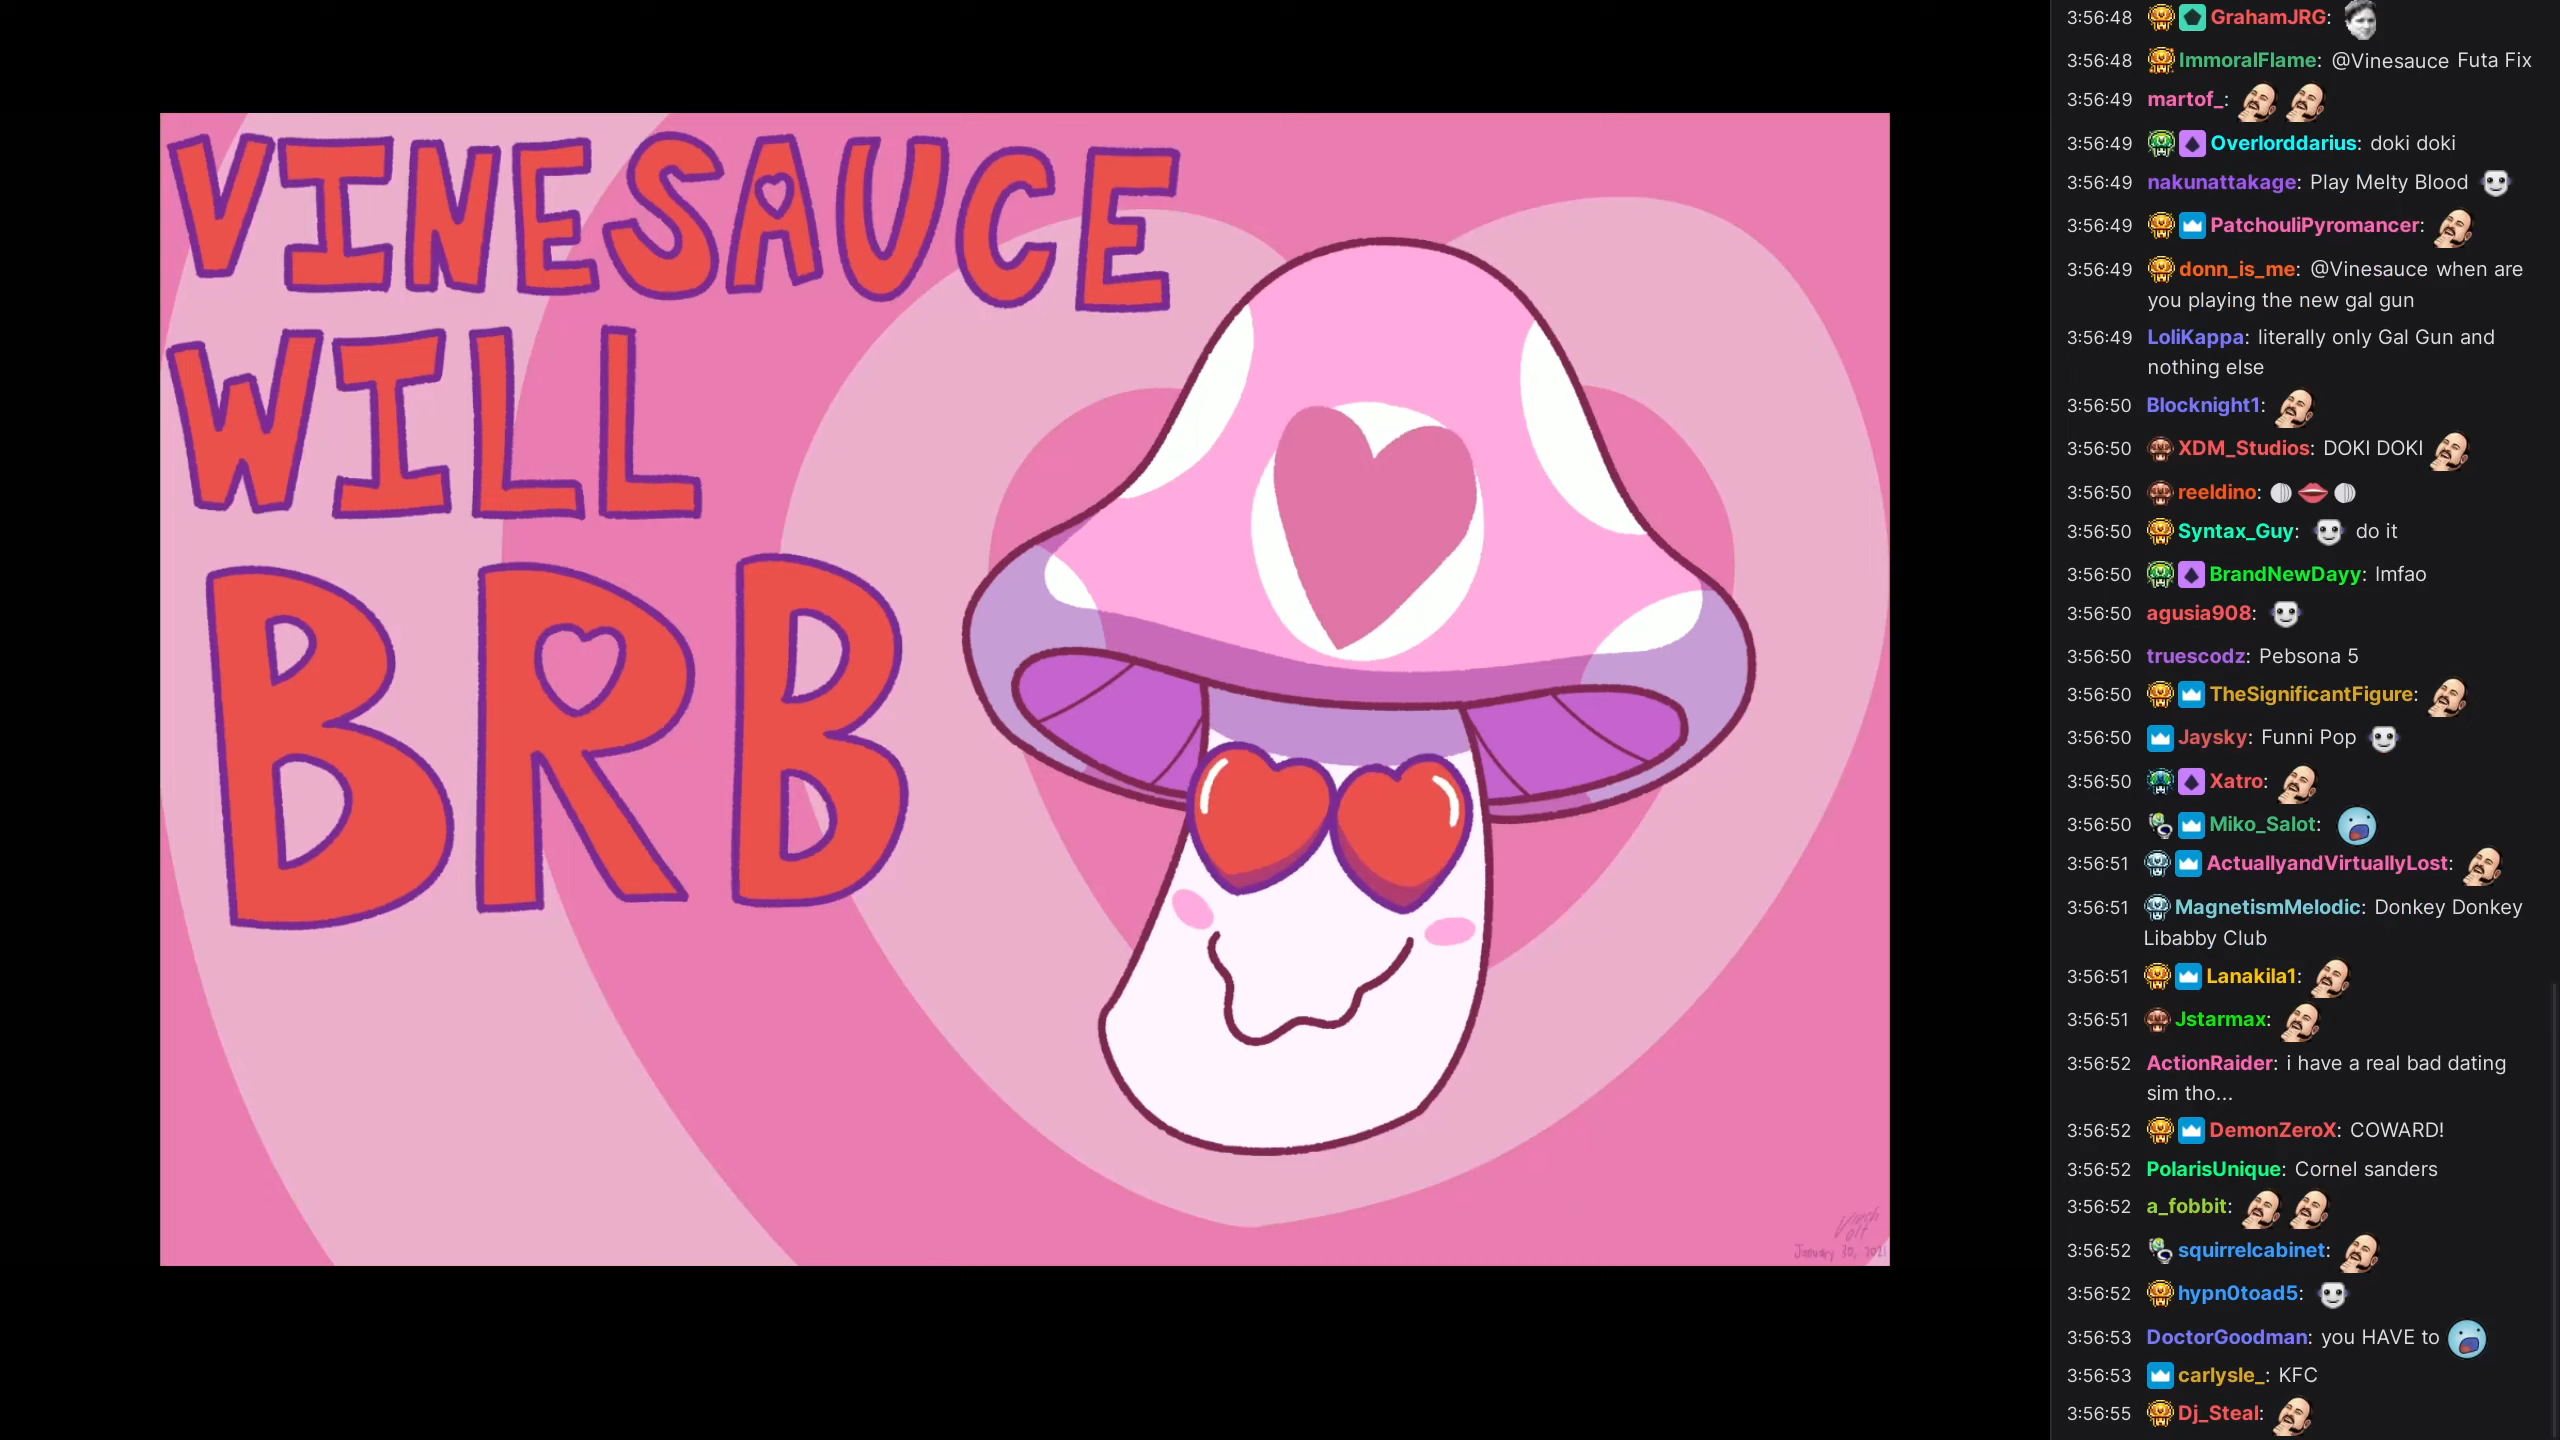 VINESAUCE
WILL
BRB
January 30, 2021
3:56:48 GrahamJRG:
3:56:48 ImmoralFlame: @Vinesauce Futa Fix
3:56:49 martof_:
3:56:49 Overlorddarius: doki doki
3:56:49 nakunattakage: Play Melty Blood
3:56:49 PatchouliPyromancer:
3:56:49 donn_is_me: @Vinesauce when are
you playing the new gal gun
3:56:49 LoliKappa: literally only Gal Gun and
nothing else
3:56:50 Blocknight1:
3:56:50 XDM_Studios: DOKI DOKI
3:56:50 reeldino:
3:56:50 Syntax_Guy: do it
3:56:50 BrandNewDayy: lmfao
3:56:50 agusia908:
3:56:50 truescodz: Pebsona 5
3:56:50 TheSignificantFigure:
3:56:50 Jaysky: Funni Pop
3:56:50 Xatro:
3:56:50 Miko_Salot:
3:56:51 ActuallyandVirtuallyLost:
3:56:51 MagnetismMelodic: Donkey Donkey
Libabby Club
3:56:51 Lanakila1:
3:56:51 Jstarmax:
3:56:52 ActionRaider: i have a real bad dating
sim tho...
3:56:52 DemonZeroX: COWARD!
3:56:52 PolarisUnique: Cornel sanders
3:56:52 a_fobbit:
3:56:52 squirrelcabinet:
3:56:52 hypn0toad5:
3:56:53 DoctorGoodman: you HAVE to
3:56:53 carlysle_: KFC
3:56:55 Dj_Steal: